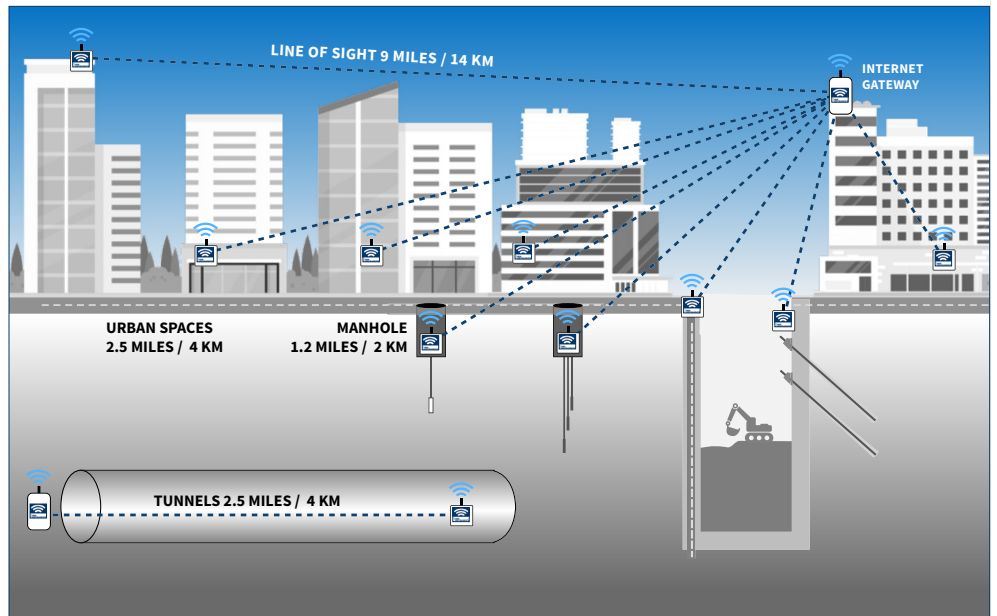 LINE OF SIGHT 9 MILES / 14 KM
INTERNET
GATEWAY
URBAN SPACES
2.5 MILES / 4 KM
MANHOLE
1.2 MILES / 2 KM
TUNNELS 2.5 MILES / 4 KM